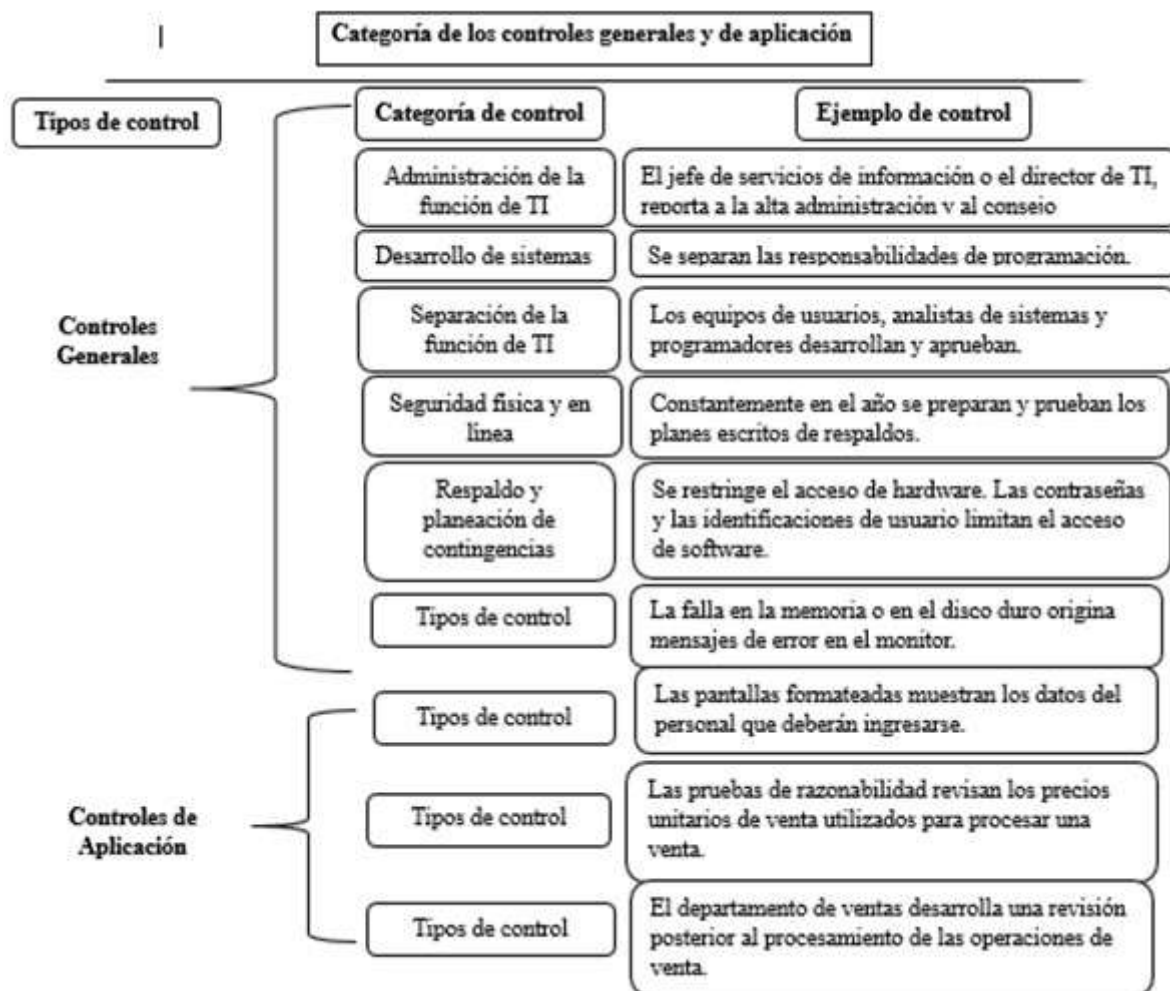 Categoría de los controles generales y de aplicación
Tipos de control
Categoría de control
Ejemplo de control
Controles
Generales
Administración de la
función de TI
El jefe de servicios de información o el director de TI,
reporta a la alta administración y al consejo
Desarrollo de sistemas
Se separan las responsabilidades de programación.
Separación de la
función de TI
Los equipos de usuarios, analistas de sistemas y
programadores desarrollan y aprueban.
Seguridad física y en
línea
Constantemente en el año se preparan y prueban los
planes escritos de respaldos.
Respaldo y
planeación de
contingencias
Se restringe el acceso de hardware. Las contraseñas
y las identificaciones de usuario limitan el acceso
de software.
Tipos de control
La falla en la memoria o en el disco duro origina
mensajes de error en el monitor.
Controles de
Aplicación
Tipos de control
Las pantallas formateadas muestran los datos del
personal que deberán ingresarse.
Tipos de control
Las pruebas de razonabilidad revisan los precios
unitarios de venta utilizados para procesar una
venta.
Tipos de control
El departamento de ventas desarrolla una revisión
posterior al procesamiento de las operaciones de
venta.